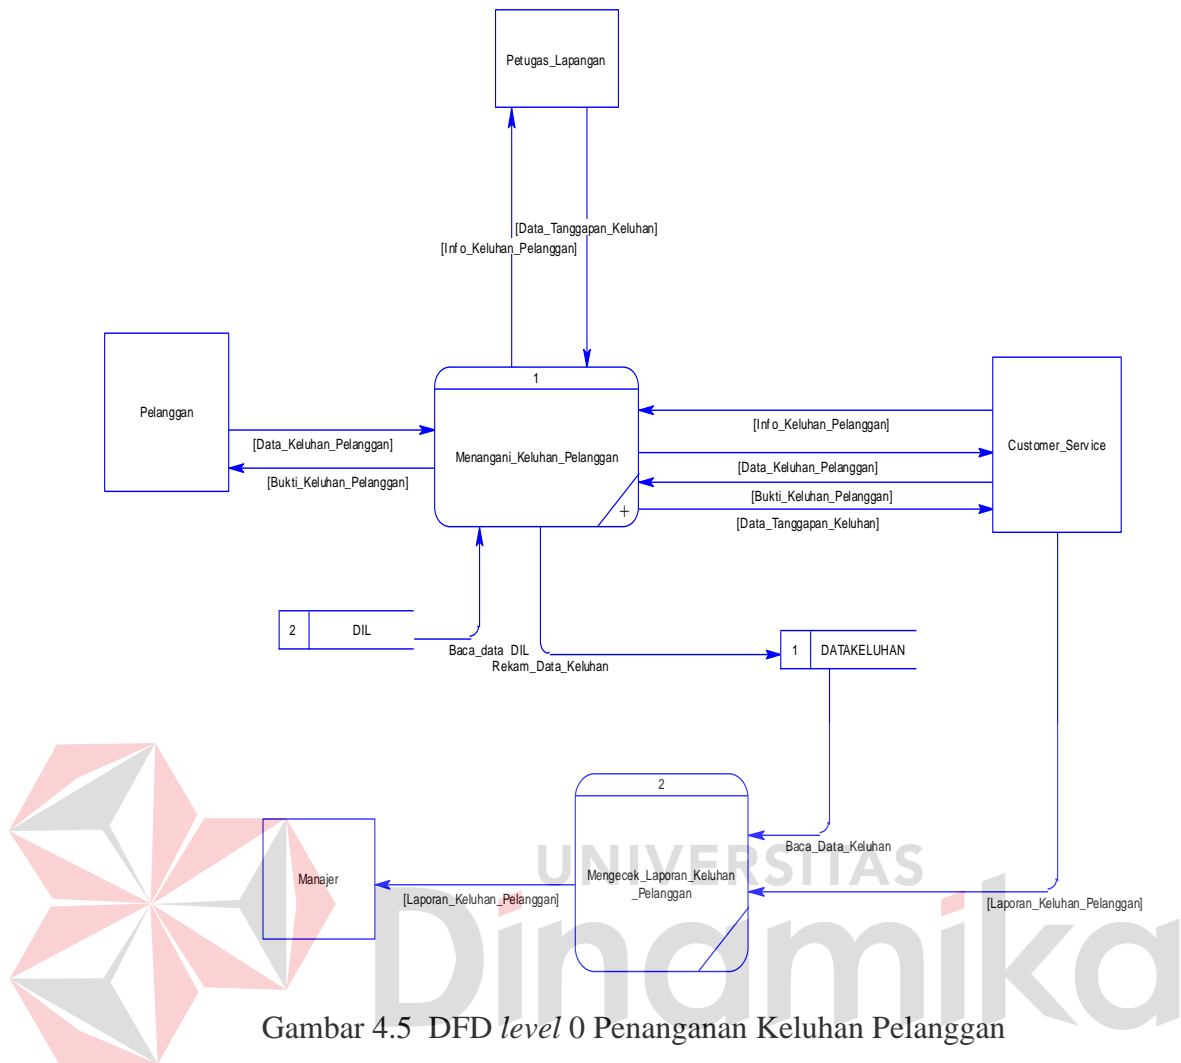 Petugas_Lapangan
[Data_Tanggapan_Keluhan]
[Info_Keluhan_Pelanggan]
1
Menangani_Keluhan_Pelanggan
+
Pelanggan
[Data_Keluhan_Pelanggan]
[Bukti_Keluhan_Pelanggan]
[Info_Keluhan_Pelanggan]
[Data_Keluhan_Pelanggan]
[Bukti_Keluhan_Pelanggan]
[Data_Tanggapan_Keluhan]
Customer_Service
2 DIL
Baca_data DIL
Rekam_Data_Keluhan
1 DATAKELUHAN
2
Mengecek_Laporan_Keluhan
_Pelanggan
Baca_Data_Keluhan
Manajer
[Laporan_Keluhan_Pelanggan]
[Laporan_Keluhan_Pelanggan]
UNIVERSITAS
Dinamika
Gambar 4.5 DFD level 0 Penanganan Keluhan Pelanggan